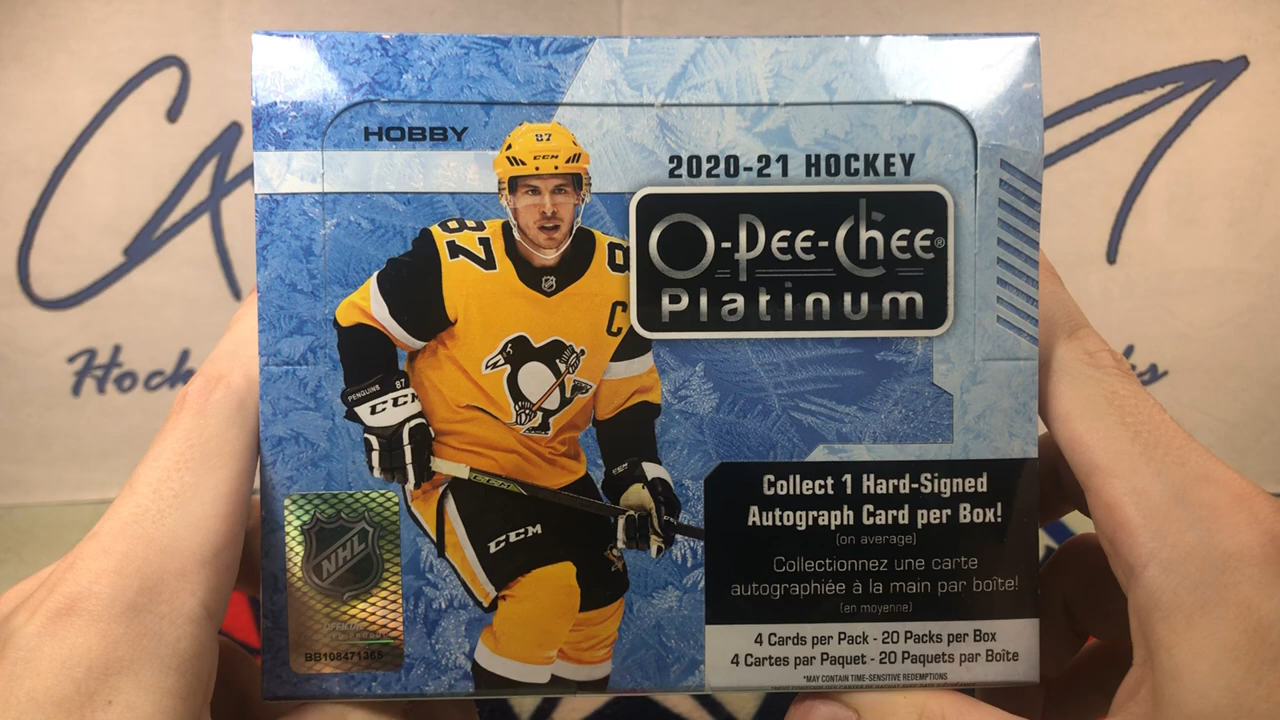 HOBBY
2020-21 HOCKEY
O-Pee-Chee®
Platinum
87
CCM
87
8
C
PENGUINS 87
CCM
CCM
CCM
CCM
NHL
BB108471365
Collect 1 Hard-Signed
Autograph Card per Box!
(on average)
Collectionnez une carte
autographiée à la main par boîte!
(en moyenne)
4 Cards per Pack - 20 Packs per Box
4 Cartes par Paquet - 20 Paquets par Boîte
*MAY CONTAIN TIME-SENSITIVE REDEMPTIONS
Hock